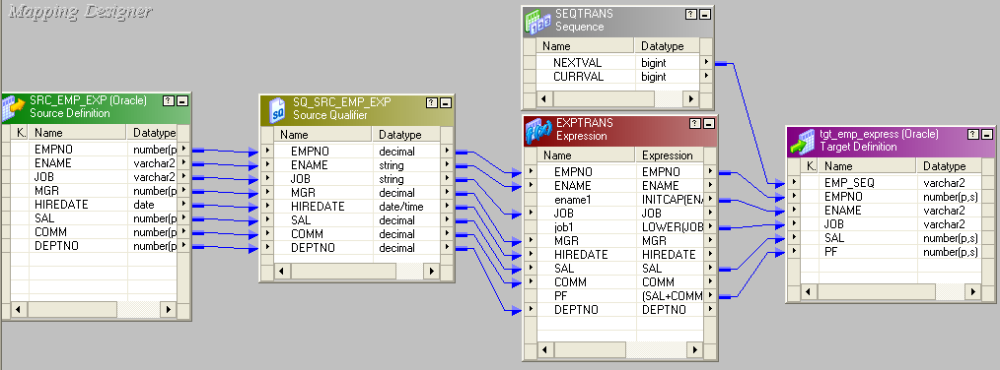 Mapping Designer
SEQTRANS
Sequence
Name Datatype
NEXTVAL bigint
CURRVAL bigint
SRC_EMP_EXP (Oracle)
Source Definition
K. Name Datatype
EMPNO number(p
ENAME varchar2
JOB varchar2
MGR number(p
HIREDATE date
SAL number(p
COMM number(p
DEPTNO number(p
SQ_SRC_EMP_EXP
Source Qualifier
SQ
Name Datatype
EMPNO decimal
ENAME string
JOB string
MGR decimal
HIREDATE date/time
SAL decimal
COMM decimal
DEPTNO decimal
EXPTRANS
Expression
Name Expression
EMPNO EMPNO
ENAME ENAME
ename1 INITCAP(ENA
JOB JOB
job1 LOWER(JOB
MGR MGR
HIREDATE HIREDATE
SAL SAL
COMM COMM
PF (SAL+COMM
DEPTNO DEPTNO
tgt_emp_express (Oracle)
Target Definition
K. Name Datatype
EMP_SEQ varchar2
EMPNO number(p,s)
ENAME varchar2
JOB varchar2
SAL number(p,s)
PF number(p,s)